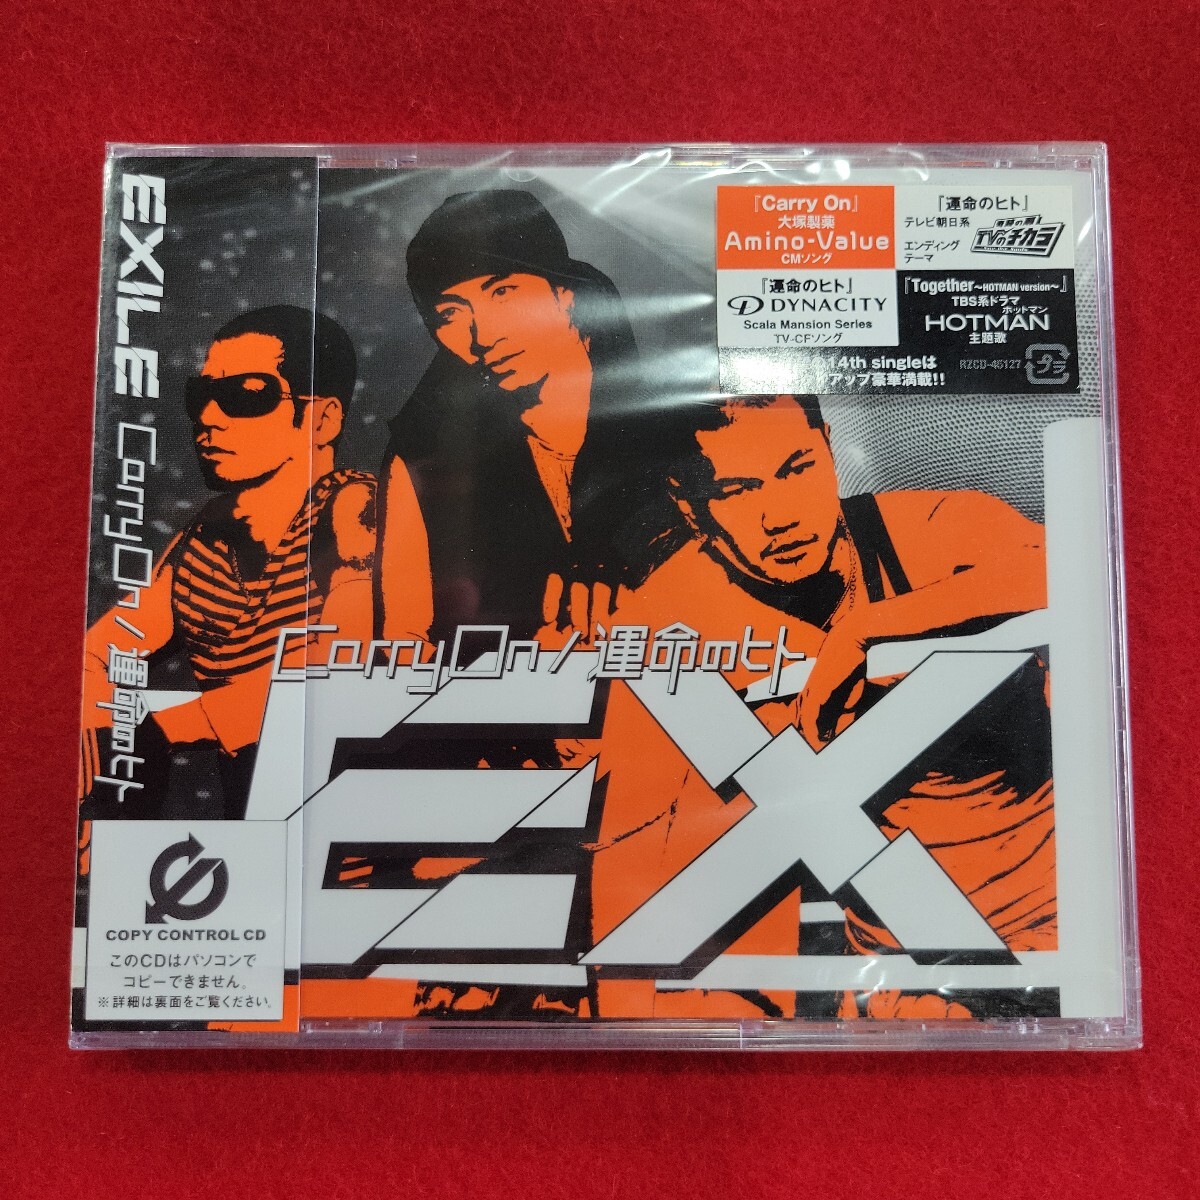 EXILE Carry On / 運命のヒト
『Carry On』
大塚製薬
Amino-Value
CMソング
『運命のヒト』
テレビ朝日系
TVのチカラ
エンディング
テーマ
『運命のヒト』
D DYNACITY
Scala Mansion Series
TV-CFソング
『Together～HOTMAN version～』
TBS系ドラマ
ホットマン
HOTMAN
主題歌
14th singleは
アップ豪華満載!!
RZCD-45127
プラ
Carry On / 運命のヒト
EX
COPY CONTROL CD
このCDはパソコンで
コピーできません。
※詳細は裏面をご覧ください。